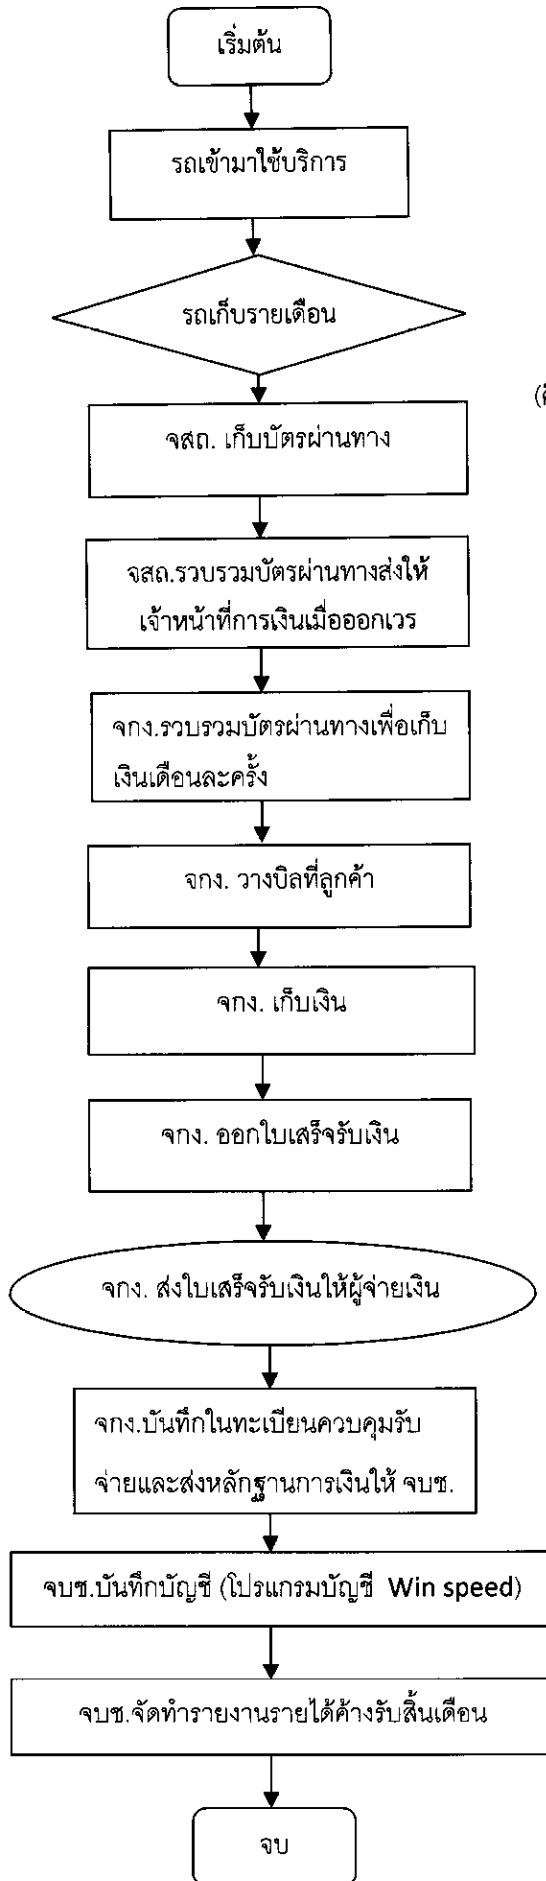 เริ่มต้น
รถเข้ามาใช้บริการ
รถเก็บรายเดือน
จสถ. เก็บบัตรผ่านทาง
จสถ.รวบรวมบัตรผ่านทางส่งให้
เจ้าหน้าที่การเงินเมื่อออกเวร
จกง.รวบรวมบัตรผ่านทางเพื่อเก็บ
เงินเดือนละครั้ง
จกง. วางบิลที่ลูกค้า
จกง. เก็บเงิน
จกง. ออกใบเสร็จรับเงิน
จกง. ส่งใบเสร็จรับเงินให้ผู้จ่ายเงิน
จกง.บันทึกในทะเบียนควบคุมรับ
จ่ายและส่งหลักฐานการเงินให้ จบช.
จบช.บันทึกบัญชี (โปรแกรมบัญชี Win speed)
จบช.จัดทำรายงานรายได้ค้างรับสิ้นเดือน
จบ